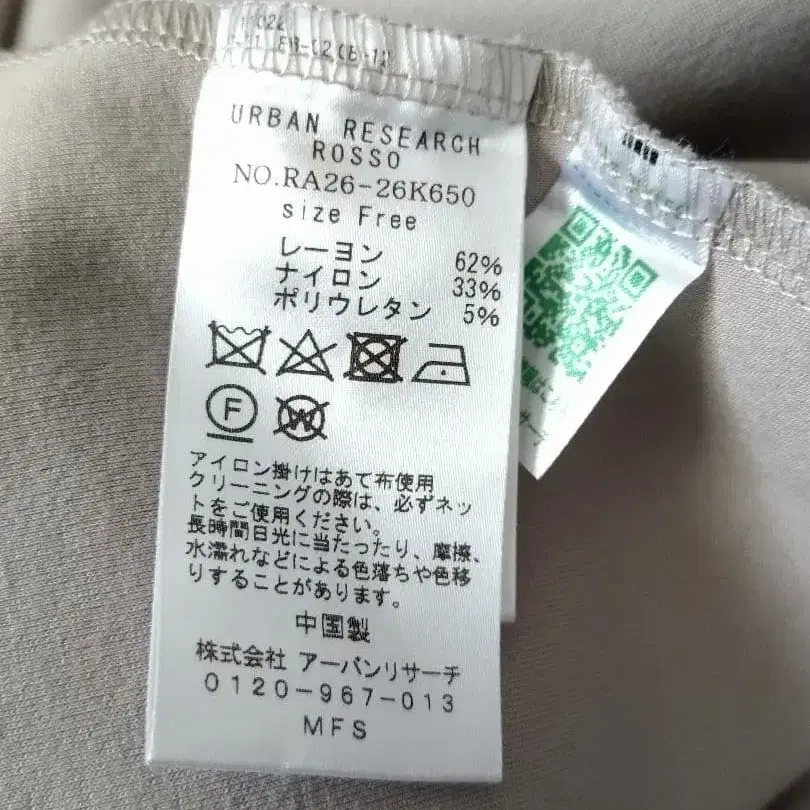 URBAN RESEARCH
ROSSO
NO.RA26-26K650
size Free
レーヨン 62%
ナイロン 33%
ポリウレタン 5%
F
W
アイロン掛けはあて布使用
クリーニングの際は、必ずネッ
トをご使用ください。
長時間日光に当たったり、摩擦、
水濡れなどによる色落ちや色移
りすることがあります。
中国製
株式会社 アーバンリサーチ
0120-967-013
MFS